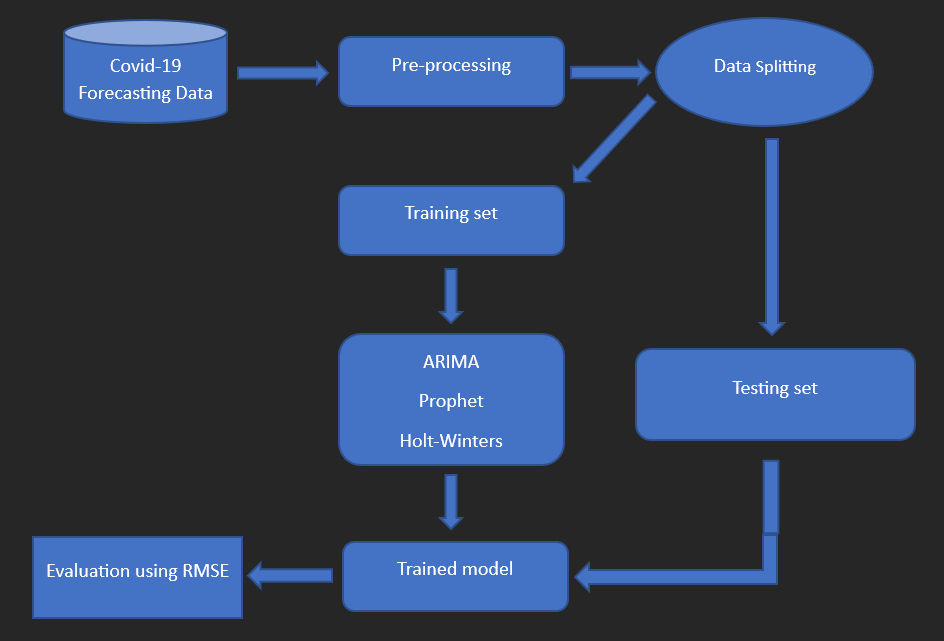 Covid-19
Forecasting Data
Pre-processing
Data Splitting
Training set
ARIMA
Prophet
Holt-Winters
Testing set
Trained model
Evaluation using RMSE